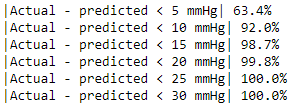 |Actual - predicted < 5 mmHg| 63.4%
|Actual - predicted < 10 mmHg| 92.0%
|Actual - predicted < 15 mmHg| 98.7%
|Actual - predicted < 20 mmHg| 99.8%
|Actual - predicted < 25 mmHg| 100.0%
|Actual - predicted < 30 mmHg| 100.0%